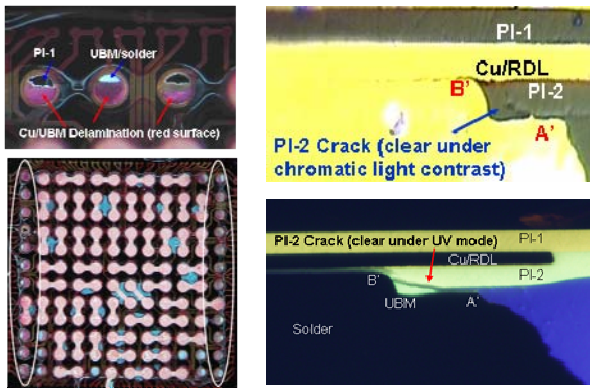 PI-1
UBM/solder
Cu/UBM Delamination (red surface)
PI-1
Cu/RDL
B'
PI-2
A'
PI-2 Crack (clear under
chromatic light contrast)
PI-2 Crack (clear under UV mode)
PI-1
Cu/RDL
PI-2
B'
UBM
A'
Solder